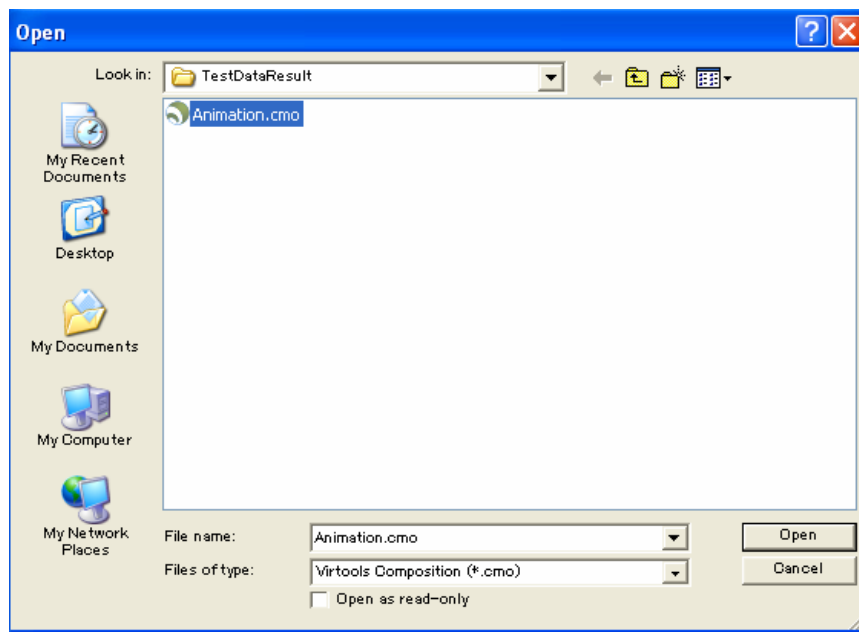 Open
Look in:
TestDataResult
Animation.cmo
My Recent
Documents
Desktop
My Documents
My Computer
My Network
Places
File name:
Animation.cmo
Open
Files of type:
Virtools Composition (*.cmo)
Cancel
Open as read-only